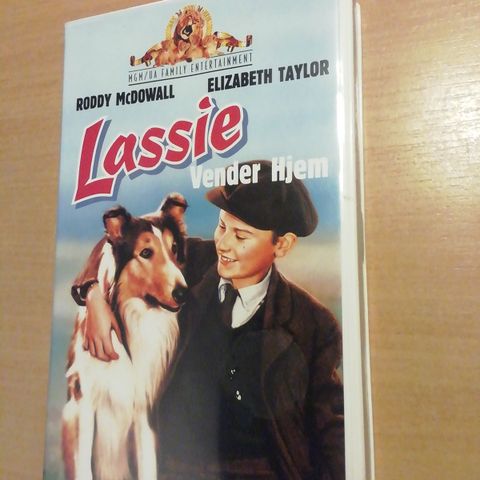 MGM/UA FAMILY ENTERTAINMENT
RODDY McDOWALL ELIZABETH TAYLOR
Lassie
Vender Hjem